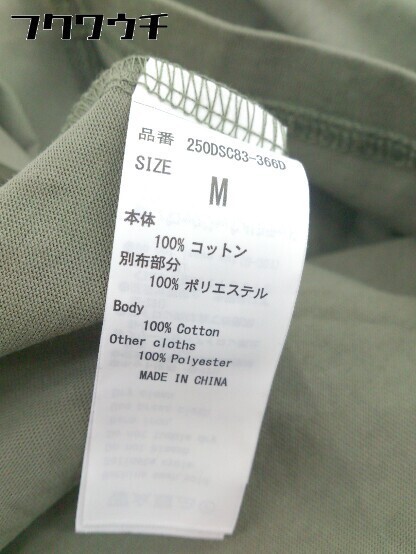 フクワウチ
品番 250DSC83-366D
SIZE
M
本体
100% コットン
別布部分
100% ポリエステル
Body
100% Cotton
Other cloths
100% Polyester
MADE IN CHINA